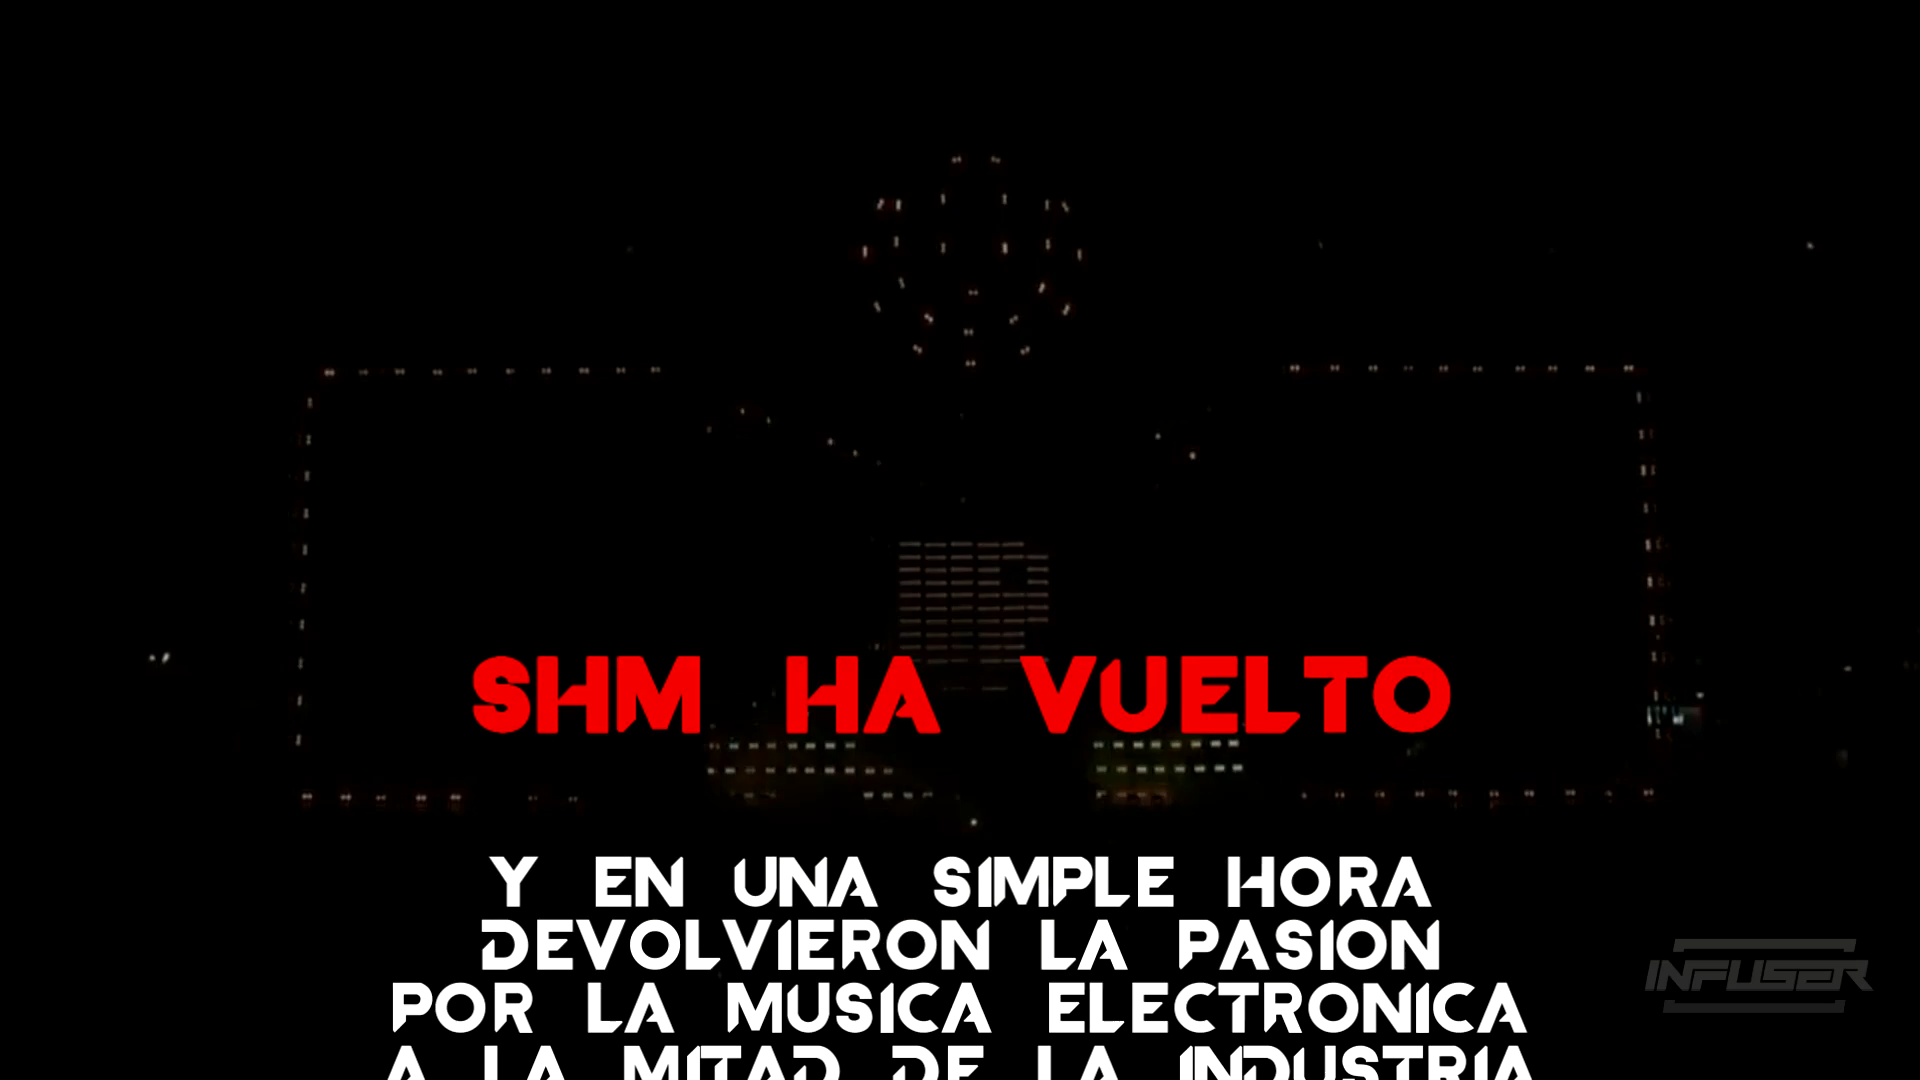 SHM HA VUELTO
Y EN UNA SIMPLE HORA
DEVOLVIERON LA PASION
POR LA MUSICA ELECTRONICA
A LA MITAD DE LA INDUSTRIA
INFUSER